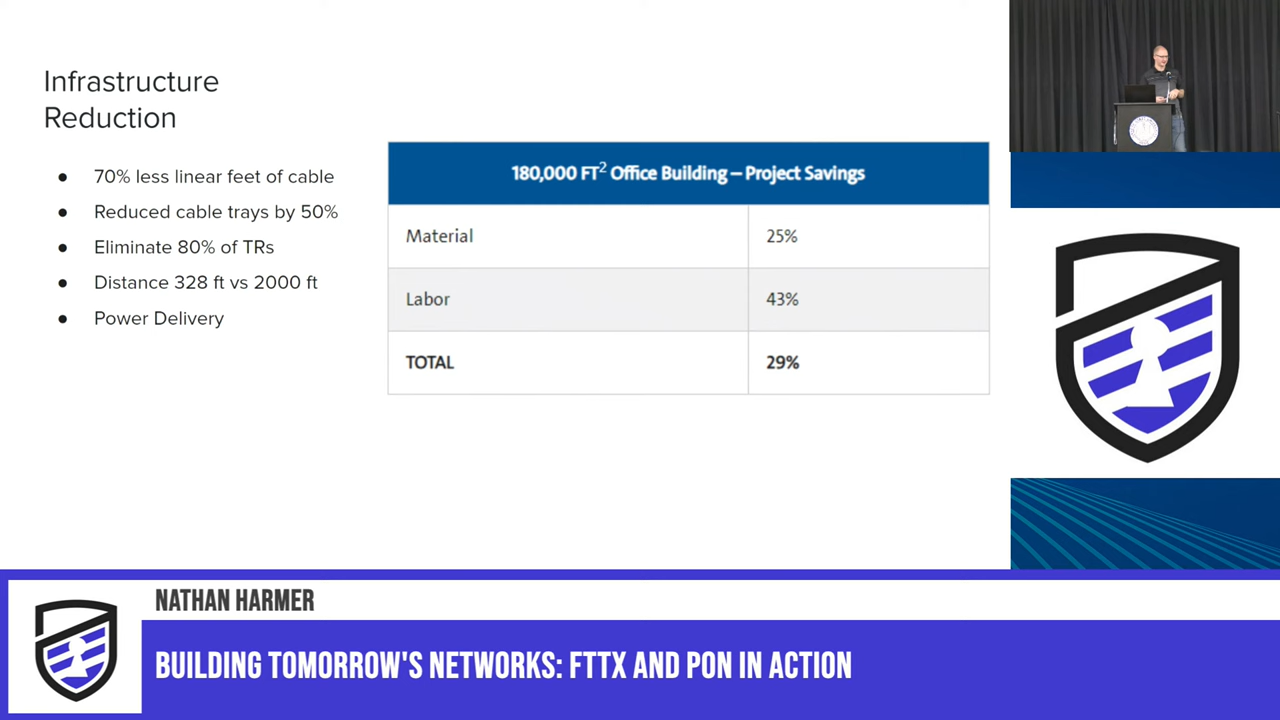 Infrastructure
Reduction
● 70% less linear feet of cable
● Reduced cable trays by 50%
● Eliminate 80% of TRs
● Distance 328 ft vs 2000 ft
● Power Delivery
180,000 FT² Office Building – Project Savings
Material 25%
Labor 43%
TOTAL 29%
NATHAN HARMER
BUILDING TOMORROW'S NETWORKS: FTTX AND PON IN ACTION